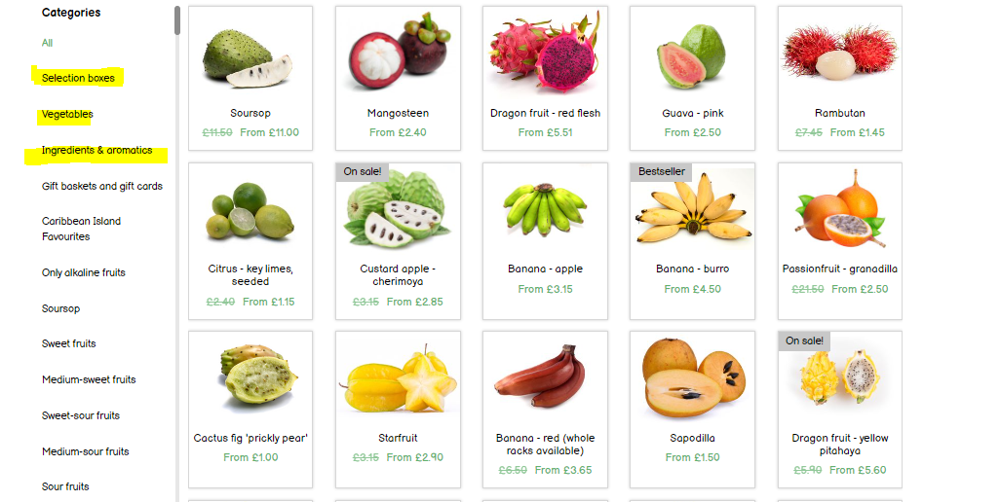 Categories
All
Selection boxes
Vegetables
Ingredients & aromatics
Gift baskets and gift cards
Caribbean Island
Favourites
Only alkaline fruits
Soursop
Sweet fruits
Medium-sweet fruits
Sweet-sour fruits
Medium-sour fruits
Sour fruits
Soursop
£11.50 From £11.00
Mangosteen
From £2.40
Dragon fruit - red flesh
From £5.51
Guava - pink
From £2.50
Rambutan
£7.45 From £1.45
Citrus - key limes,
seeded
£2.40 From £1.15
On sale!
Custard apple -
cherimoya
£3.15 From £2.85
Banana - apple
From £3.15
Bestseller
Banana - burro
From £4.50
Passionfruit - granadilla
£21.50 From £2.50
Cactus fig 'prickly pear'
From £1.00
Starfruit
£3.15 From £2.90
Banana - red (whole
racks available)
£6.50 From £3.65
Sapodilla
From £1.50
On sale!
Dragon fruit - yellow
pitahaya
£5.90 From £5.60